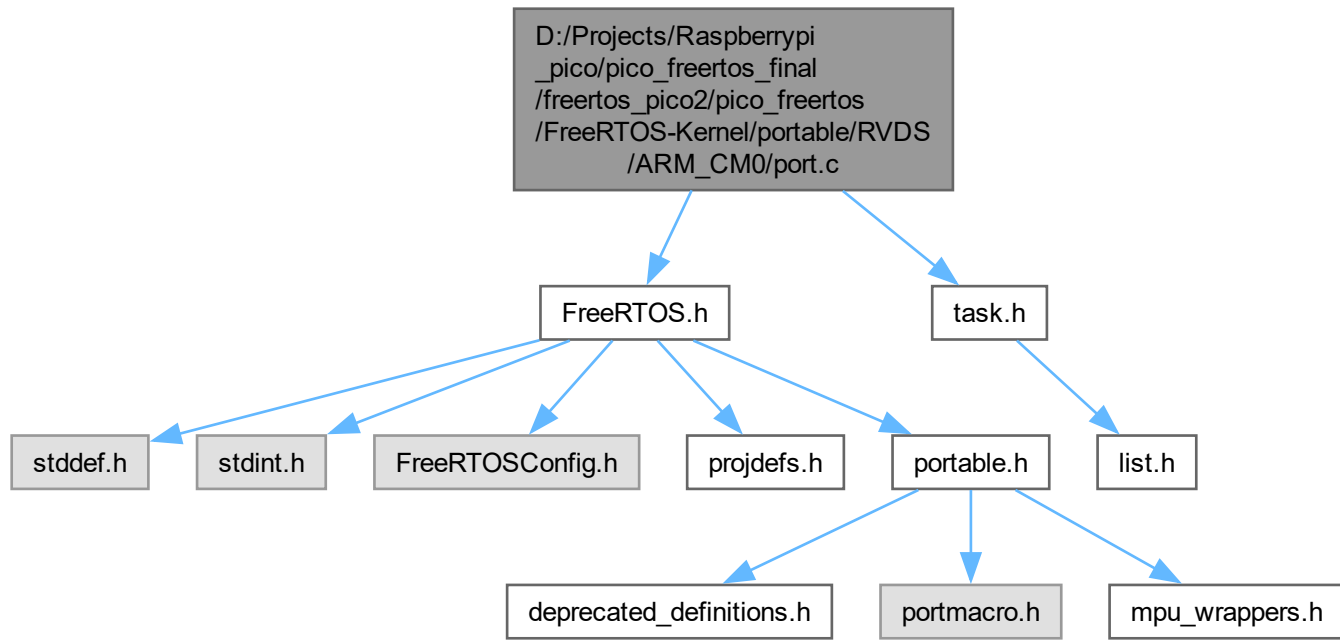 D:/Projects/Raspberrypi
_pico/pico_freertos_final
/freertos_pico2/pico_freertos
/FreeRTOS-Kernel/portable/RVDS
/ARM_CM0/port.c
FreeRTOS.h
task.h
stddef.h
stdint.h
FreeRTOSConfig.h
projdefs.h
portable.h
list.h
deprecated_definitions.h
portmacro.h
mpu_wrappers.h